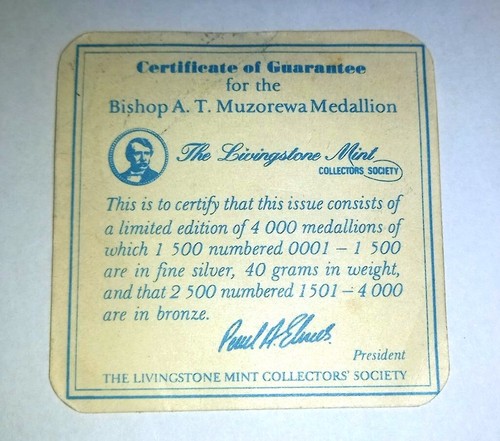 Certificate of Guarantee
for the
Bishop A. T. Muzorewa Medallion
The Livingstone Mint
COLLECTORS SOCIETY
This is to certify that this issue consists of
a limited edition of 4 000 medallions of
which 1 500 numbered 0001 – 1 500
are in fine silver, 40 grams in weight,
and that 2 500 numbered 1501 – 4 000
are in bronze.
President
THE LIVINGSTONE MINT COLLECTORS' SOCIETY